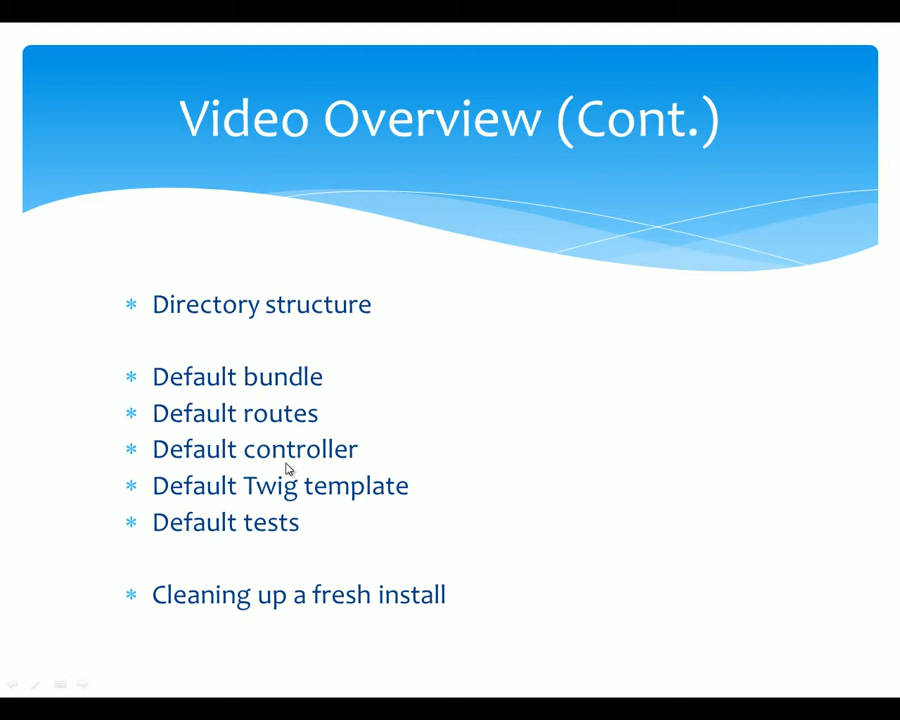 Video Overview (Cont.)
* Directory structure
* Default bundle
* Default routes
* Default controller
* Default Twig template
* Default tests
* Cleaning up a fresh install